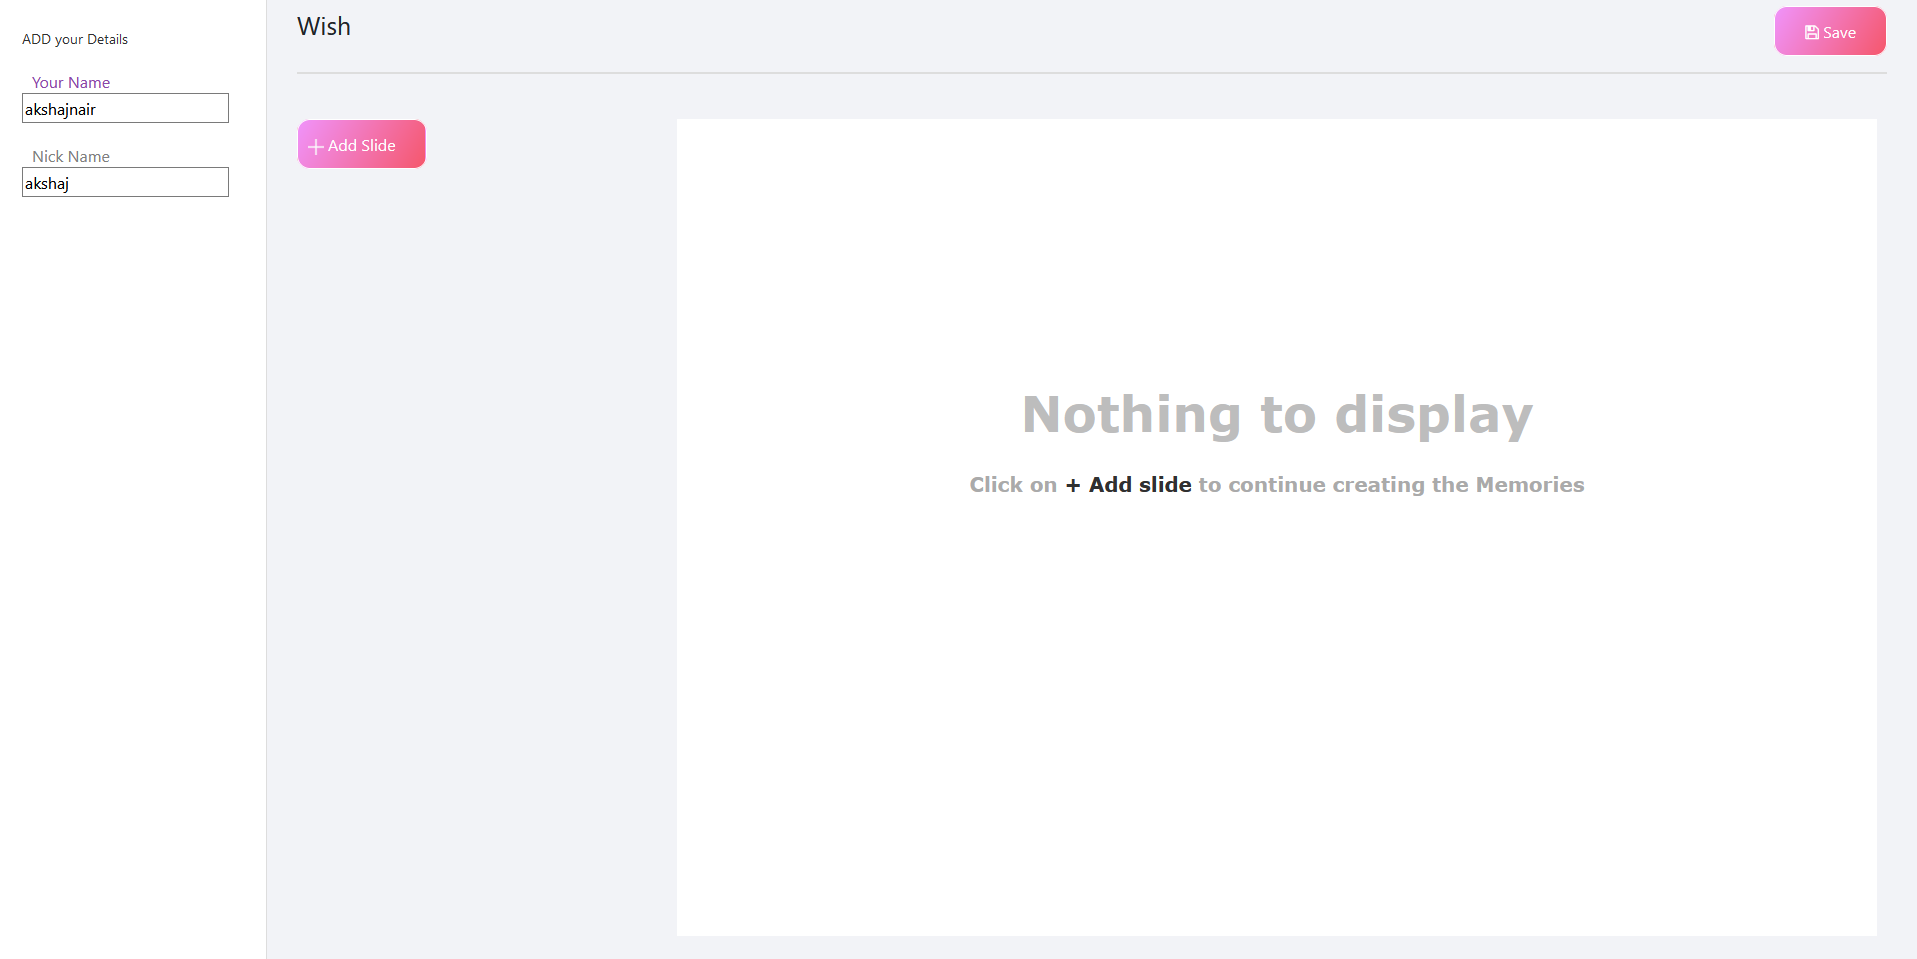 ADD your Details
Your Name
akshajnair
Nick Name
akshaj
Wish
Save
+ Add Slide
Nothing to display
Click on + Add slide to continue creating the Memories